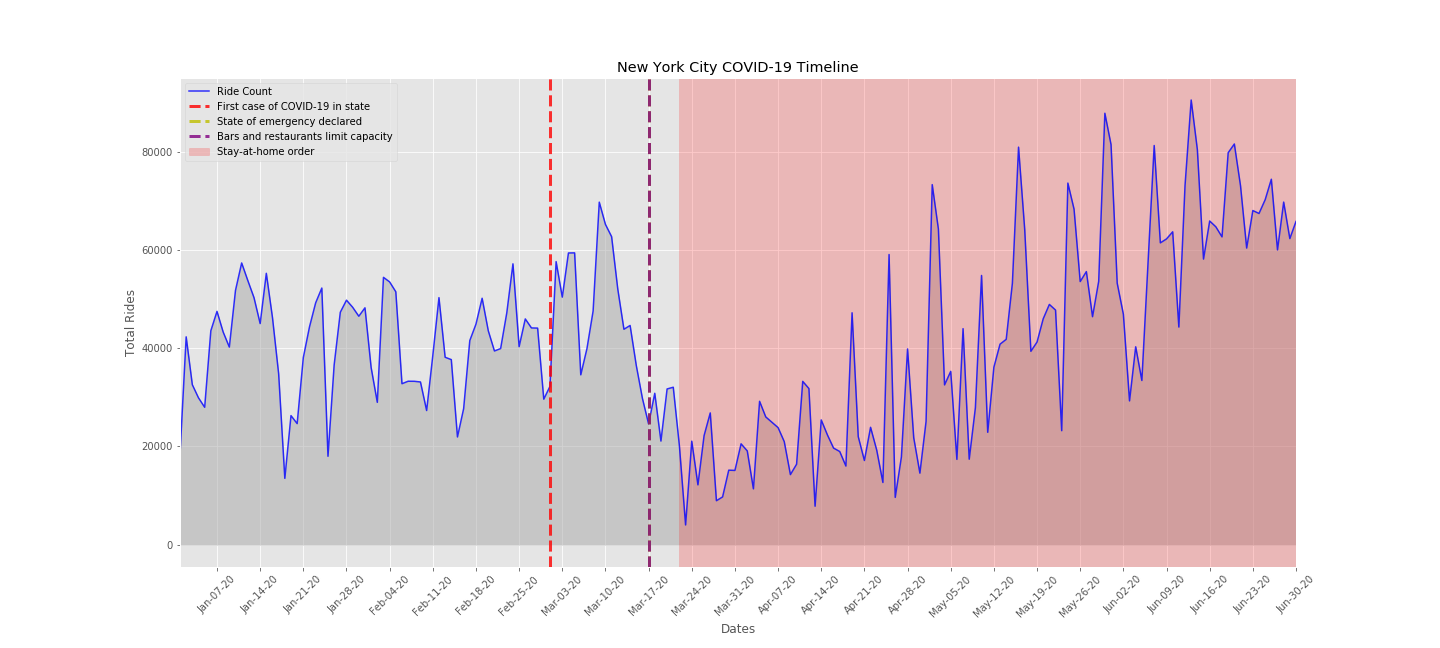 New York City COVID-19 Timeline
Ride Count
First case of COVID-19 in state
State of emergency declared
Bars and restaurants limit capacity
Stay-at-home order
Total Rides
80000
60000
40000
20000
0
Jan-07-20
Jan-14-20
Jan-21-20
Jan-28-20
Feb-04-20
Feb-11-20
Feb-18-20
Feb-25-20
Mar-03-20
Mar-10-20
Mar-17-20
Mar-24-20
Mar-31-20
Apr-07-20
Apr-14-20
Apr-21-20
Apr-28-20
May-05-20
May-12-20
May-19-20
May-26-20
Jun-02-20
Jun-09-20
Jun-16-20
Jun-23-20
Jun-30-20
Dates